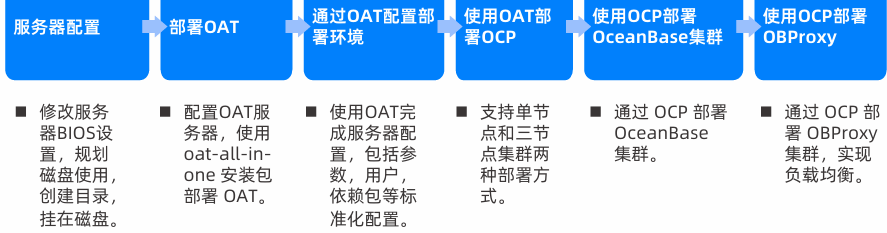 服务器配置
部署OAT
通过OAT配置部
署环境
使用OAT部
署OCP
使用OCP部署
OceanBase集群
使用OCP部署
OBProxy
■ 修改服务
器BIOS设
置，规划
磁盘使用，
创建目录，
挂在磁盘。
■ 配置OAT服
务器，使用
oat-all-in-
one 安装包
部署 OAT。
■ 使用OAT完
成服务器配
置，包括参
数，用户，
依赖包等标
准化配置。
■ 支持单节
点和三节
点集群两
种部署方
式。
■ 通过 OCP 部署
OceanBase
集群。
■ 通过 OCP 部
署 OBProxy
集群，实现
负载均衡。